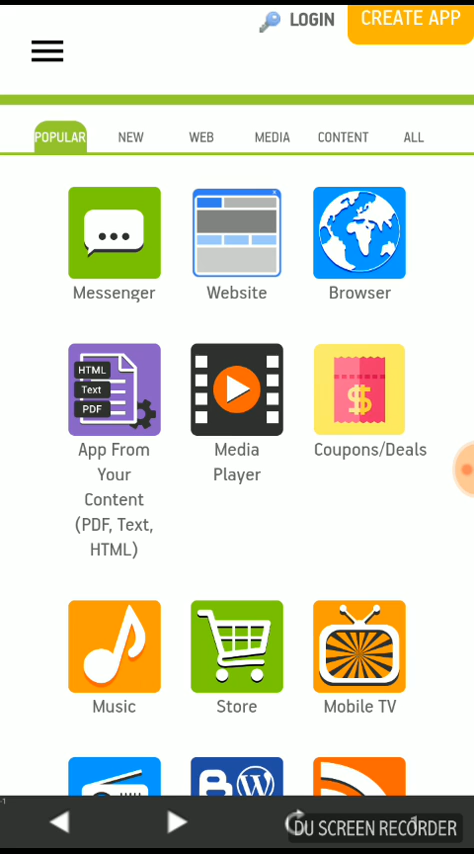 LOGIN
CREATE APP
POPULAR
NEW
WEB
MEDIA
CONTENT
ALL
Messenger
Website
Browser
HTML
Text
PDF
App From
Your
Content
(PDF, Text,
HTML)
Media
Player
Coupons/Deals
Music
Store
Mobile TV
-1
DU SCREEN RECORDER